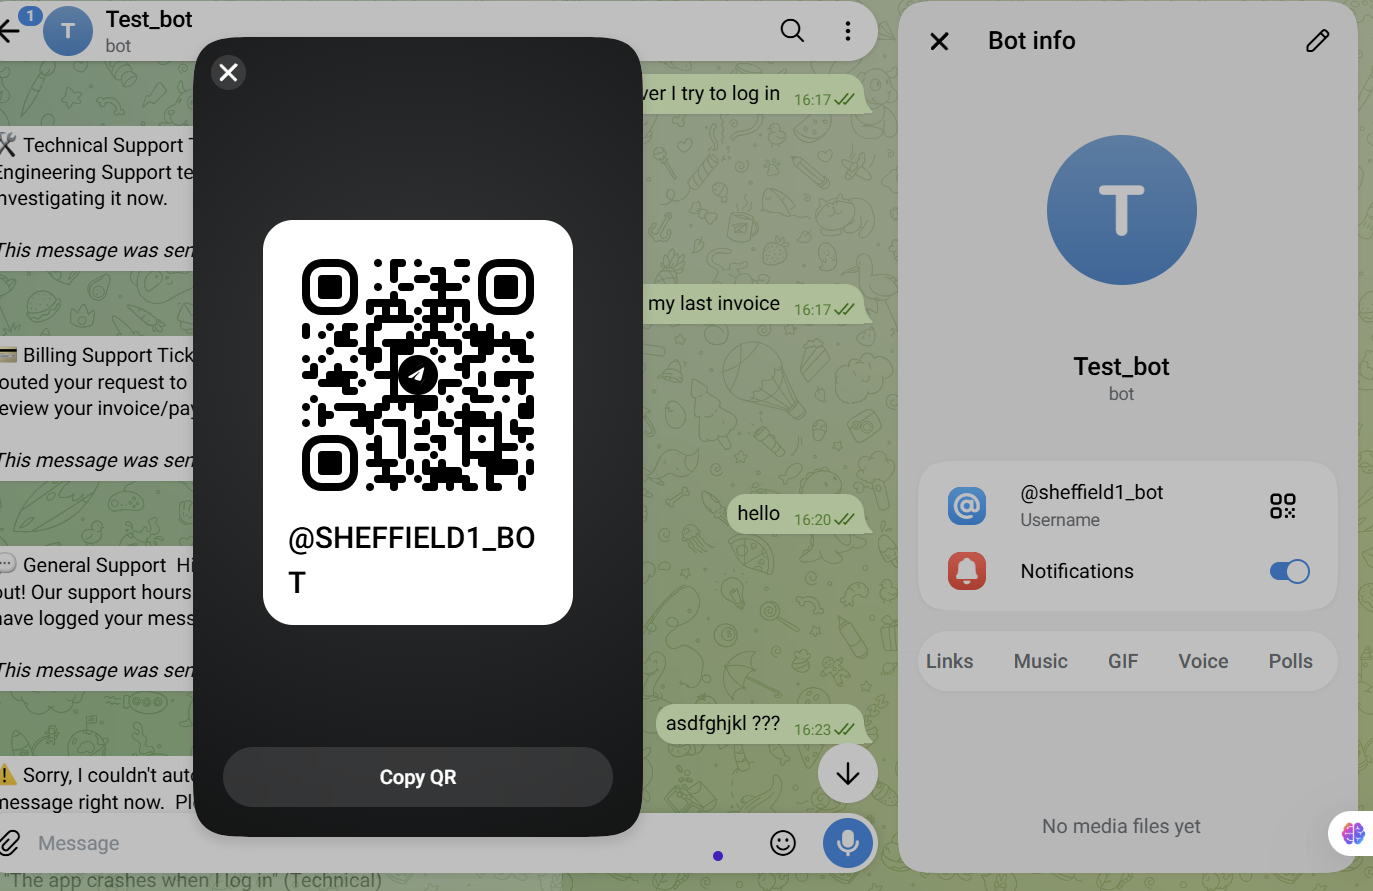 1
T
Test_bot
bot
ver I try to log in
16:17
Technical Support
Engineering Support te
investigating it now.
This message was sen
my last invoice
16:17
Billing Support Tick
outed your request to
eview your invoice/pay
This message was sen
hello
16:20
General Support Hi
out! Our support hours
have logged your mess
This message was sen
asdfghjkl ???
16:23
Sorry, I couldn't auto
message right now. Pl
Message
"The app crashes when I log in" (Technical)
@SHEFFIELD1_BO
T
Copy QR
Bot info
T
Test_bot
bot
@sheffield1_bot
Username
Notifications
Links Music GIF Voice Polls
No media files yet